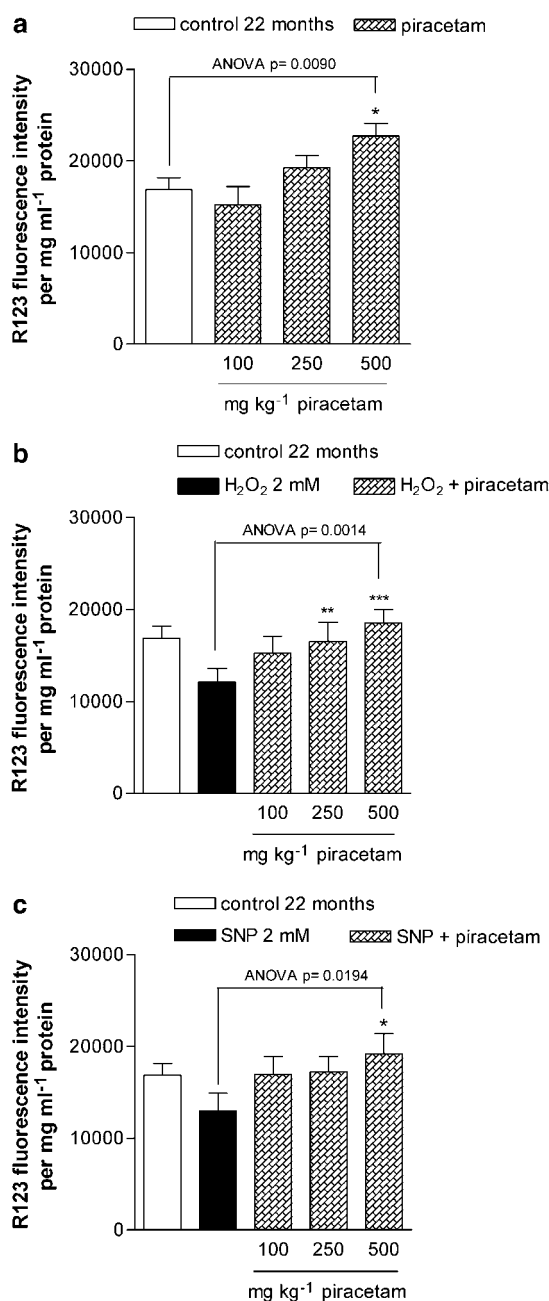 a
control 22 months piracetam
ANOVA p= 0.0090
*
R123 fluorescence intensity
per mg ml⁻¹ protein
30000
20000
10000
0
100 250 500
mg kg⁻¹ piracetam
b
control 22 months
H₂O₂ 2 mM H₂O₂ + piracetam
ANOVA p= 0.0014
** ***
R123 fluorescence intensity
per mg ml⁻¹ protein
30000
20000
10000
0
100 250 500
mg kg⁻¹ piracetam
c
control 22 months
SNP 2 mM SNP + piracetam
ANOVA p= 0.0194
*
R123 fluorescence intensity
per mg ml⁻¹ protein
30000
20000
10000
0
100 250 500
mg kg⁻¹ piracetam